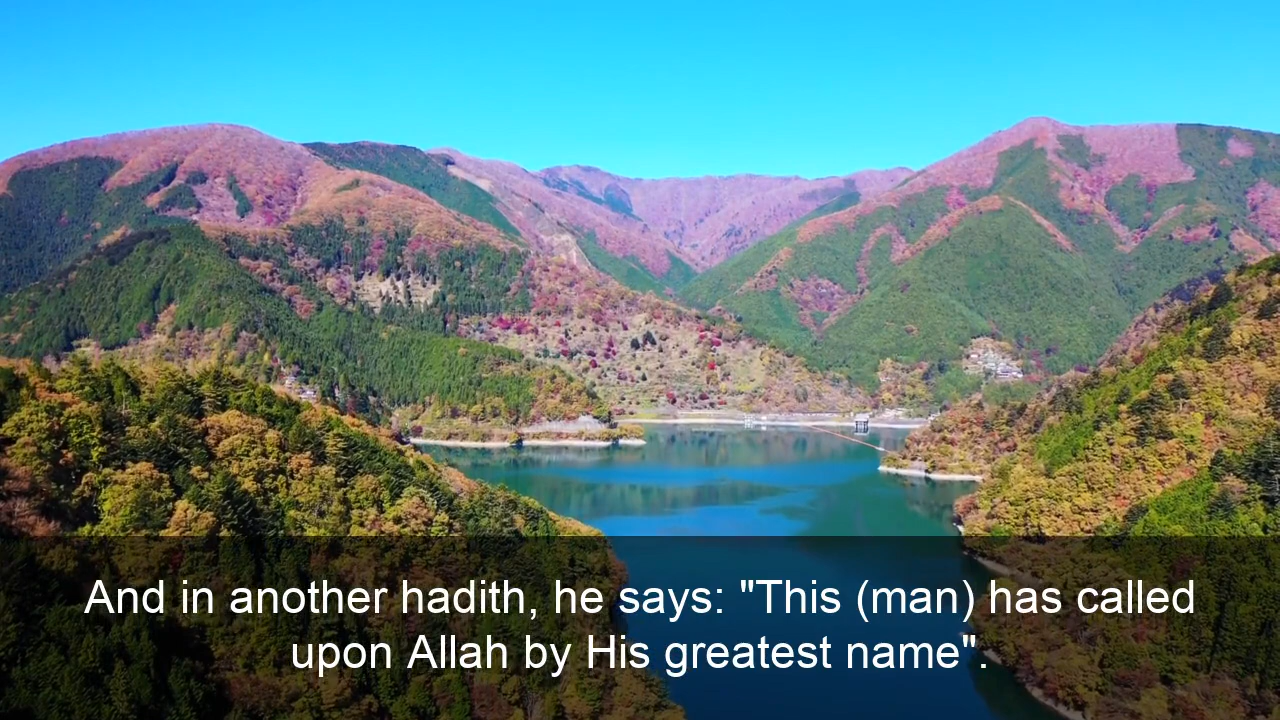 And in another hadith, he says: "This (man) has called
upon Allah by His greatest name".